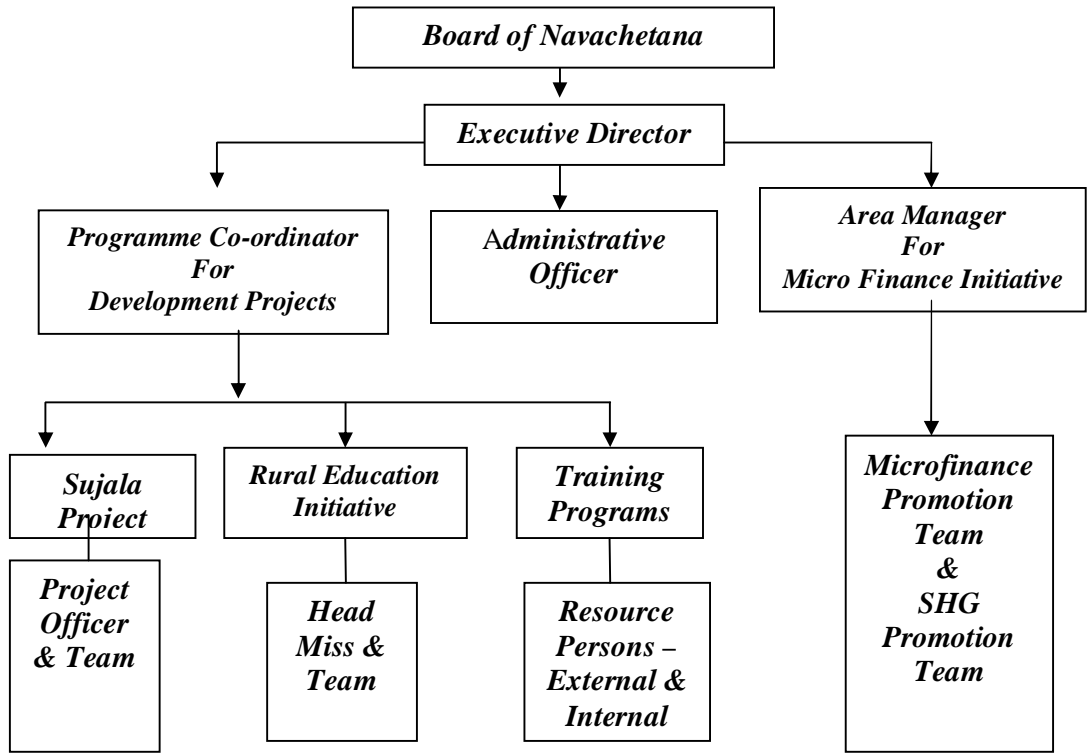 Board of Navachetana
Executive Director
Programme Co-ordinator
For
Development Projects
Administrative
Officer
Area Manager
For
Micro Finance Initiative
Sujala
Project
Rural Education
Initiative
Training
Programs
Microfinance
Promotion
Team
&
SHG
Promotion
Team
Project
Officer
& Team
Head
Miss &
Team
Resource
Persons –
External &
Internal